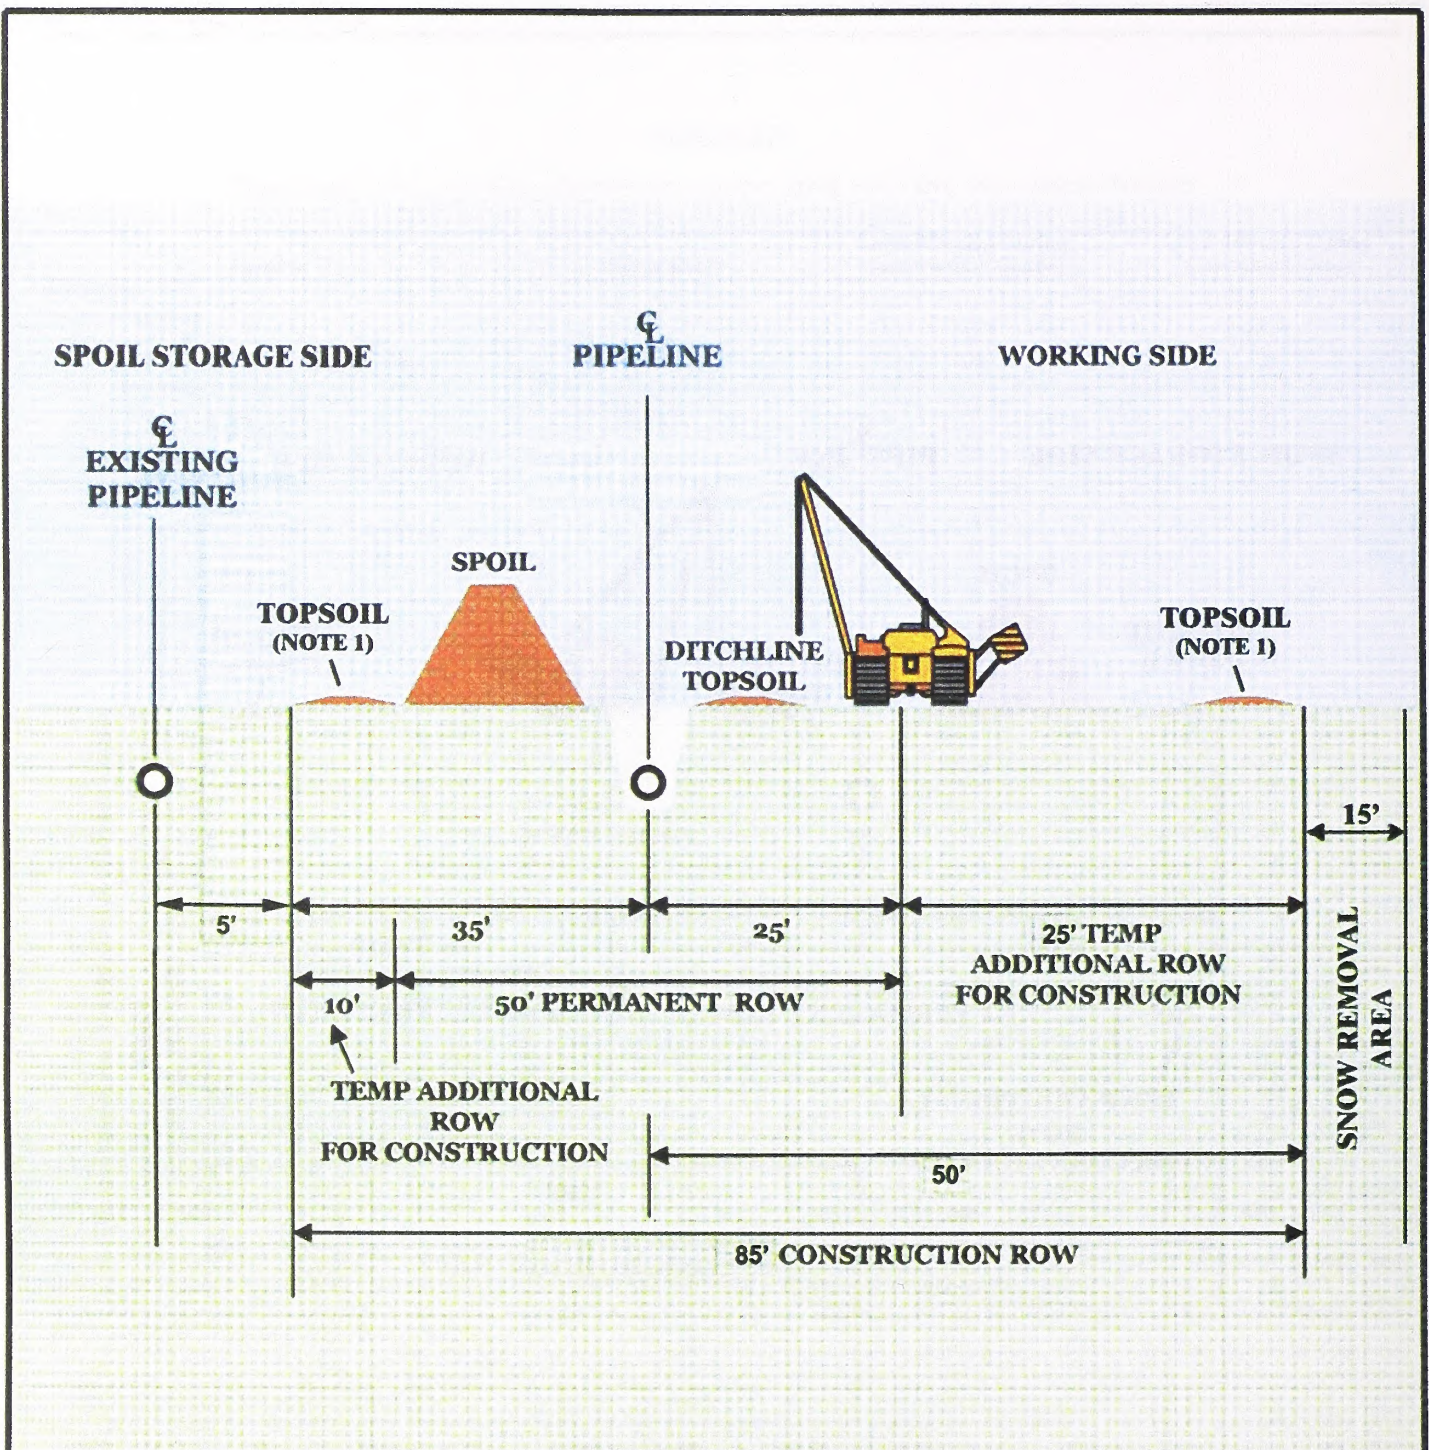 ℄
PIPELINE
SPOIL STORAGE SIDE
WORKING SIDE
℄
EXISTING
PIPELINE
SPOIL
TOPSOIL
(NOTE 1)
DITCHLINE
TOPSOIL
TOPSOIL
(NOTE 1)
15'
5'
35'
25'
25' TEMP
ADDITIONAL ROW
FOR CONSTRUCTION
10'
50' PERMANENT ROW
TEMP ADDITIONAL
ROW
FOR CONSTRUCTION
SNOW REMOVAL
AREA
50'
85' CONSTRUCTION ROW